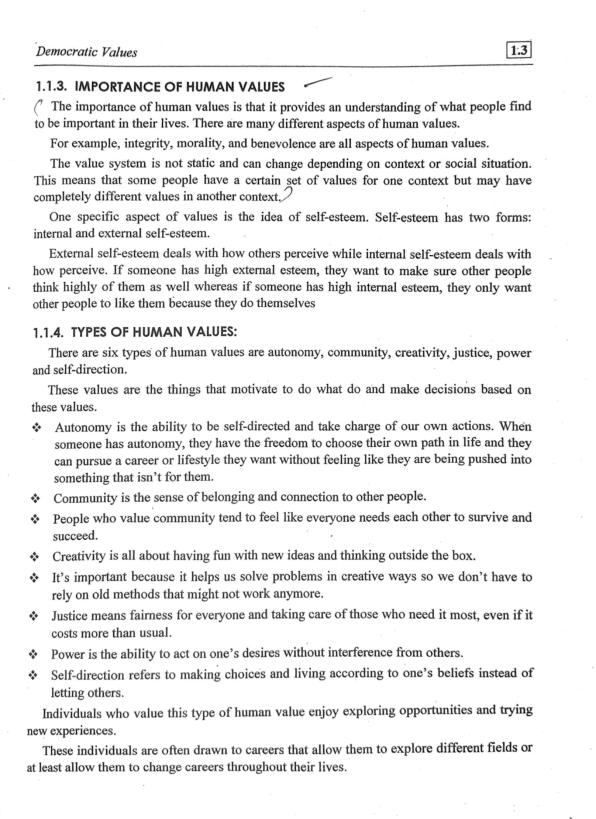 Democratic Values 1.3
1.1.3. IMPORTANCE OF HUMAN VALUES
The importance of human values is that it provides an understanding of what people find
to be important in their lives. There are many different aspects of human values.
For example, integrity, morality, and benevolence are all aspects of human values.
The value system is not static and can change depending on context or social situation.
This means that some people have a certain set of values for one context but may have
completely different values in another context.
One specific aspect of values is the idea of self-esteem. Self-esteem has two forms:
internal and external self-esteem.
External self-esteem deals with how others perceive while internal self-esteem deals with
how perceive. If someone has high external esteem, they want to make sure other people
think highly of them as well whereas if someone has high internal esteem, they only want
other people to like them because they do themselves
1.1.4. TYPES OF HUMAN VALUES:
There are six types of human values are autonomy, community, creativity, justice, power
and self-direction.
These values are the things that motivate to do what do and make decisions based on
these values.
❖ Autonomy is the ability to be self-directed and take charge of our own actions. When
someone has autonomy, they have the freedom to choose their own path in life and they
can pursue a career or lifestyle they want without feeling like they are being pushed into
something that isn't for them.
❖ Community is the sense of belonging and connection to other people.
❖ People who value community tend to feel like everyone needs each other to survive and
succeed.
❖ Creativity is all about having fun with new ideas and thinking outside the box.
❖ It's important because it helps us solve problems in creative ways so we don't have to
rely on old methods that might not work anymore.
❖ Justice means fairness for everyone and taking care of those who need it most, even if it
costs more than usual.
❖ Power is the ability to act on one's desires without interference from others.
❖ Self-direction refers to making choices and living according to one's beliefs instead of
letting others.
Individuals who value this type of human value enjoy exploring opportunities and trying
new experiences.
These individuals are often drawn to careers that allow them to explore different fields or
at least allow them to change careers throughout their lives.